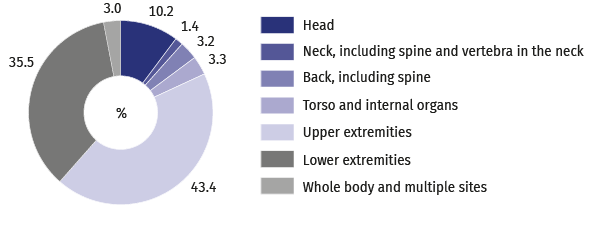 3.0
10.2
1.4
3.2
3.3
35.5
%
43.4
Head
Neck, including spine and vertebra in the neck
Back, including spine
Torso and internal organs
Upper extremities
Lower extremities
Whole body and multiple sites